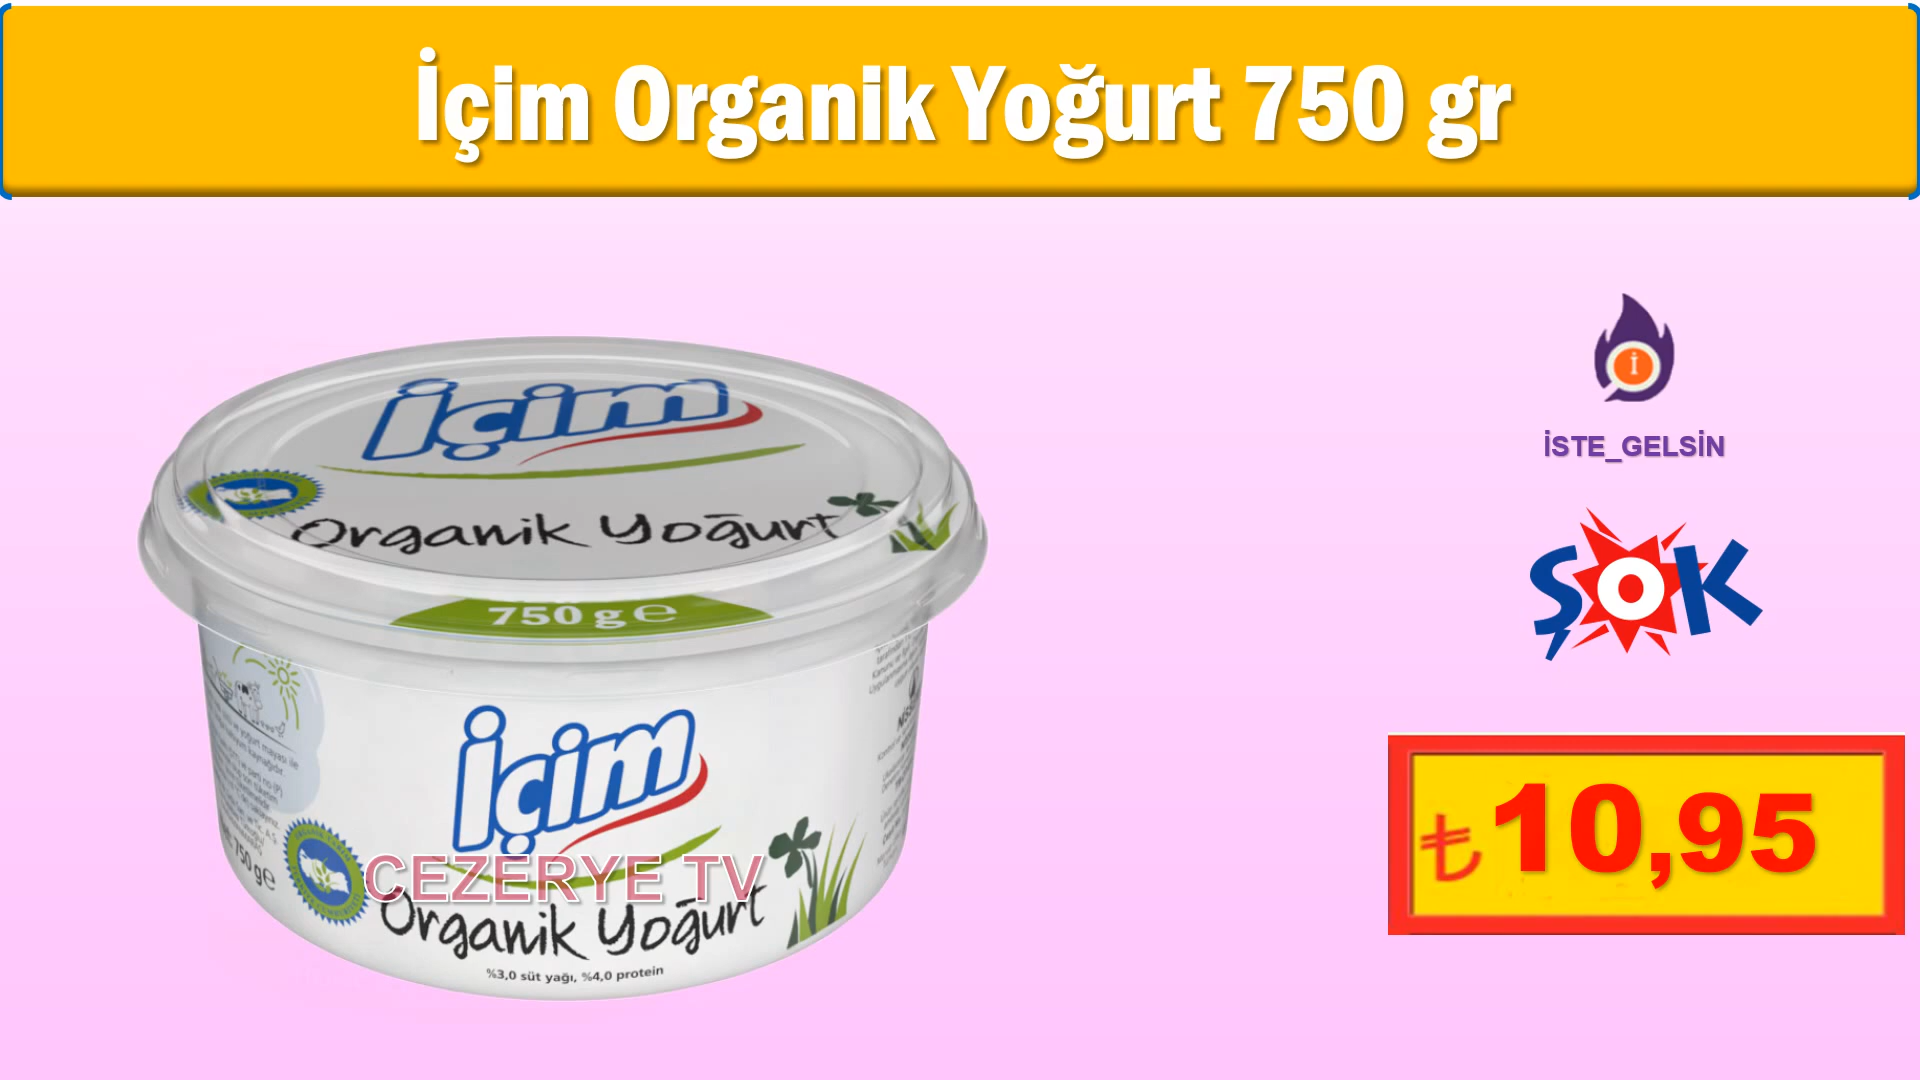 İçim Organik Yoğurt 750 gr
İçim
Organik Yoğurt
750 g e
İçim
Organik Yoğurt
%3,0 süt yağı, %4,0 protein
750 g e
CEZERYE TV
İ
İSTE_GELSİN
ŞOK
₺ 10,95